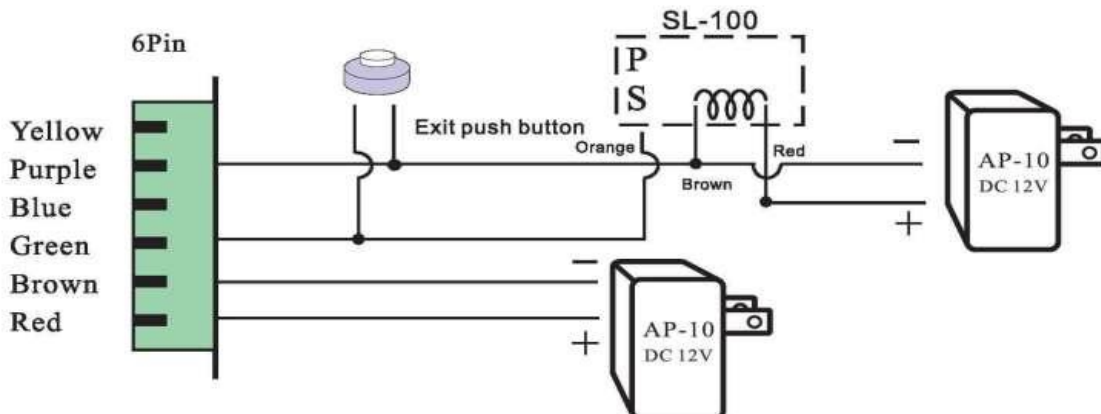 6Pin
Yellow
Purple
Blue
Green
Brown
Red
Exit push button
SL-100
P
S
Orange
Brown
Red
−
+
AP-10
DC 12V
−
+
AP-10
DC 12V